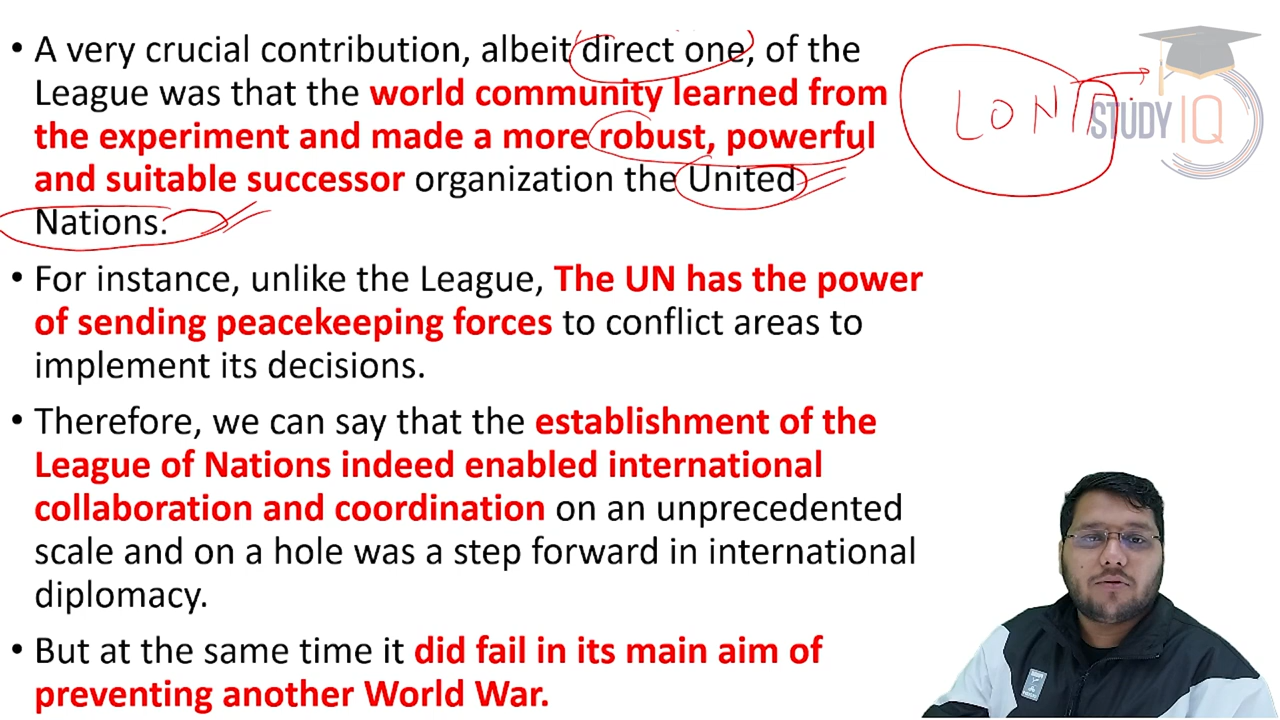 • A very crucial contribution, albeit direct one, of the
League was that the world community learned from
the experiment and made a more robust, powerful
and suitable successor organization the United
Nations.
• For instance, unlike the League, The UN has the power
of sending peacekeeping forces to conflict areas to
implement its decisions.
• Therefore, we can say that the establishment of the
League of Nations indeed enabled international
collaboration and coordination on an unprecedented
scale and on a hole was a step forward in international
diplomacy.
• But at the same time it did fail in its main aim of
preventing another World War.
STUDY IQ